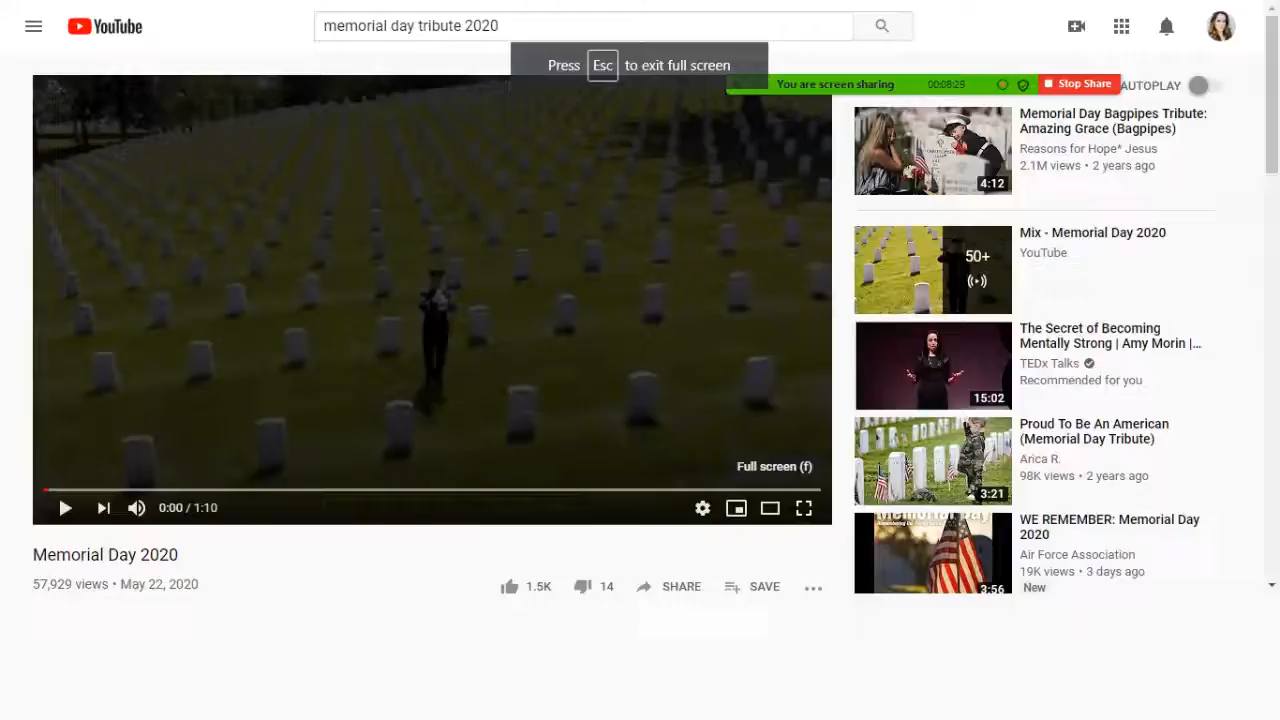 YouTube
memorial day tribute 2020
Press Esc to exit full screen
You are screen sharing 00:08:29 Stop Share
AUTOPLAY
Memorial Day Bagpipes Tribute:
Amazing Grace (Bagpipes)
Reasons for Hope* Jesus
2.1M views • 2 years ago
4:12
Mix - Memorial Day 2020
YouTube
50+
The Secret of Becoming
Mentally Strong | Amy Morin |...
TEDx Talks
Recommended for you
15:02
Proud To Be An American
(Memorial Day Tribute)
Arica R.
98K views • 2 years ago
3:21
WE REMEMBER: Memorial Day
2020
Air Force Association
19K views • 3 days ago
New
3:56
Full screen (f)
0:00 / 1:10
Memorial Day 2020
57,929 views • May 22, 2020
1.5K 14 SHARE SAVE